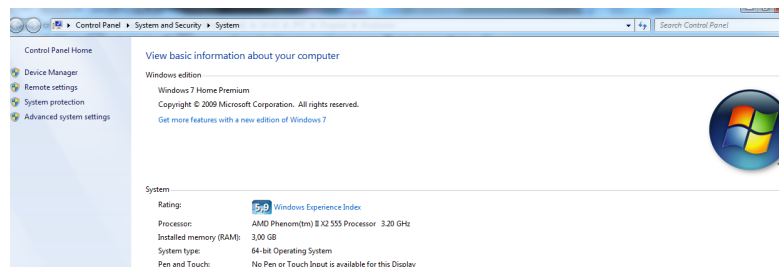 Control Panel ▸ System and Security ▸ System
Search Control Panel
Control Panel Home
Device Manager
Remote settings
System protection
Advanced system settings
View basic information about your computer
Windows edition
Windows 7 Home Premium
Copyright © 2009 Microsoft Corporation. All rights reserved.
Get more features with a new edition of Windows 7
System
Rating: 5,9 Windows Experience Index
Processor: AMD Phenom(tm) II X2 555 Processor 3.20 GHz
Installed memory (RAM): 3,00 GB
System type: 64-bit Operating System
Pen and Touch: No Pen or Touch Input is available for this Display